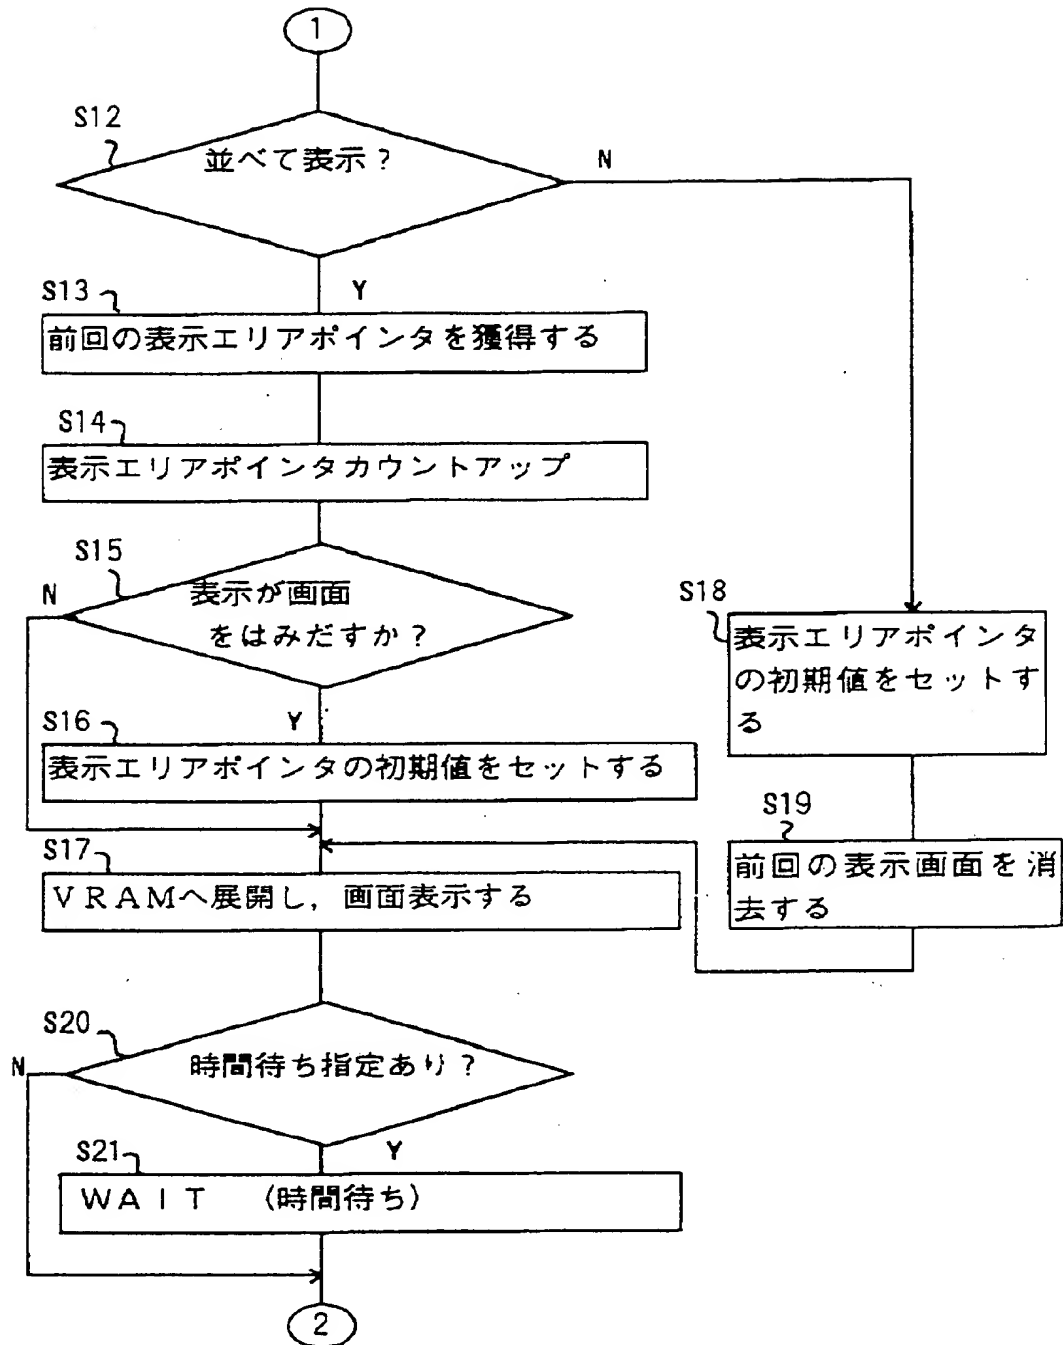 1
S12
並べて表示？
N
S13
Y
前回の表示エリアポインタを獲得する
S14
表示エリアポインタカウントアップ
S15
N
表示が画面
をはみだすか？
S18
表示エリアポインタ
の初期値をセットす
る
S16
Y
表示エリアポインタの初期値をセットする
S19
前回の表示画面を消
去する
S17
ＶＲＡＭへ展開し，画面表示する
S20
N
時間待ち指定あり？
S21
Y
ＷＡＩＴ　（時間待ち）
2